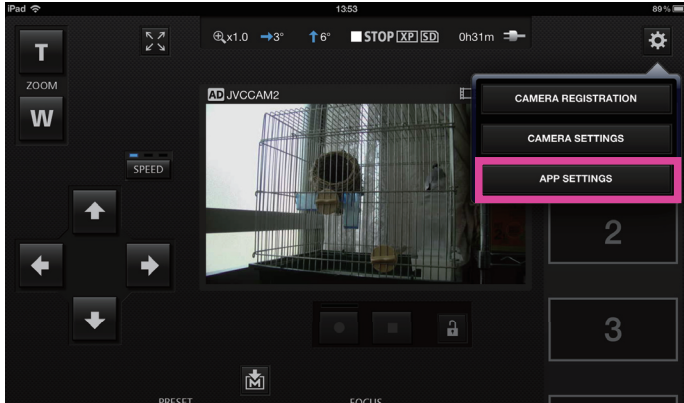 iPad 13:53 89%
x1.0 3° 6° STOP XP SD 0h31m
T
ZOOM
W
AD JVCCAM2
CAMERA REGISTRATION
CAMERA SETTINGS
APP SETTINGS
SPEED
2
3
M
PRESET FOCUS